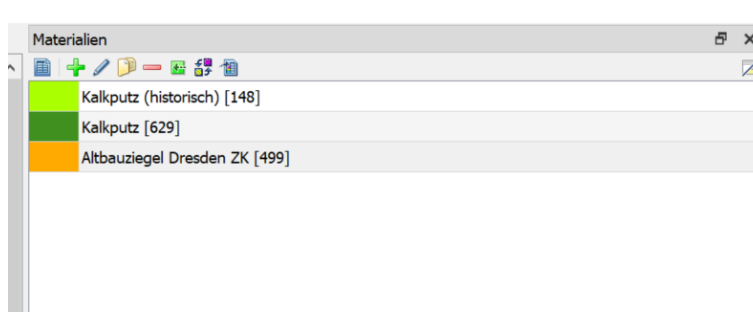 Materialien
Kalkputz (historisch) [148]
Kalkputz [629]
Altbauziegel Dresden ZK [499]